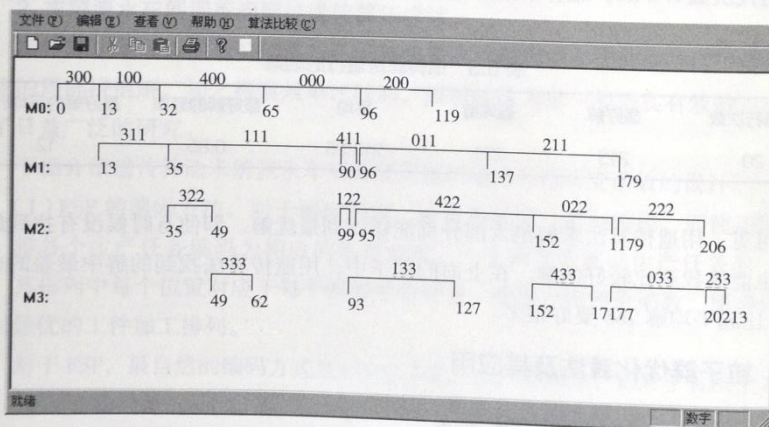 文件(F) 编辑(E) 查看(V) 帮助(H) 算法比较(C)
300 100 400 000 200
M0: 0 13 32 65 96 119
311 111 411 011 211
M1: 13 35 90 96 137 179
322 122 422 022 222
M2: 35 49 99 95 152 1179 206
333 133 433 033 233
M3: 49 62 93 127 152 17177 20213
就绪
数字